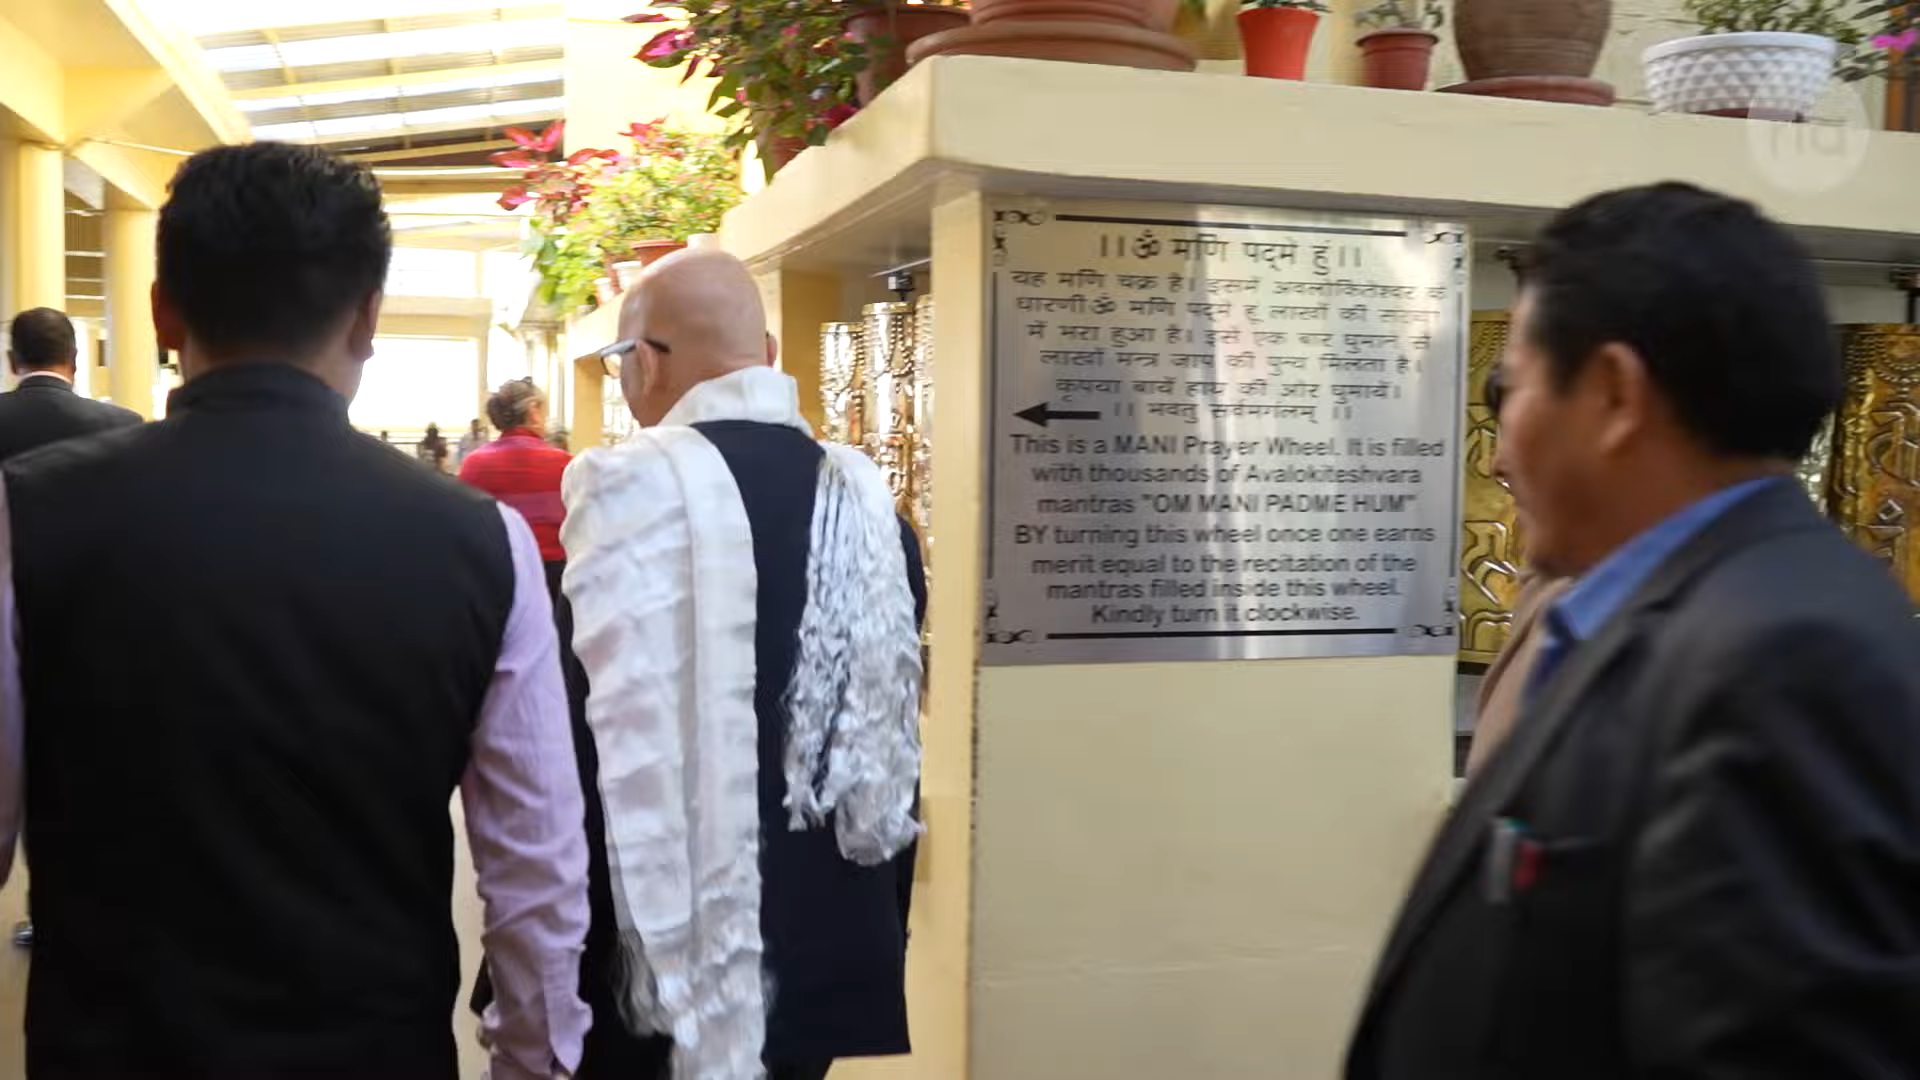 ।।ॐ मणि पद्मे हुं।।
यह मणि चक्र है। इसमें अवलोकितेश्वर के
धारणी ॐ मणि पद्मे हूं लाखों की संख्या
में भरा हुआ है। इसे एक बार घुमाने से
लाखों मन्त्र जाप की पुन्य मिलता है।
कृपया बायें हाथ की ओर घुमायें।
।। भवतु सर्वमंगलम् ।।
This is a MANI Prayer Wheel. It is filled
with thousands of Avalokiteshvara
mantras "OM MANI PADME HUM"
BY turning this wheel once one earns
merit equal to the recitation of the
mantras filled inside this wheel.
Kindly turn it clockwise.